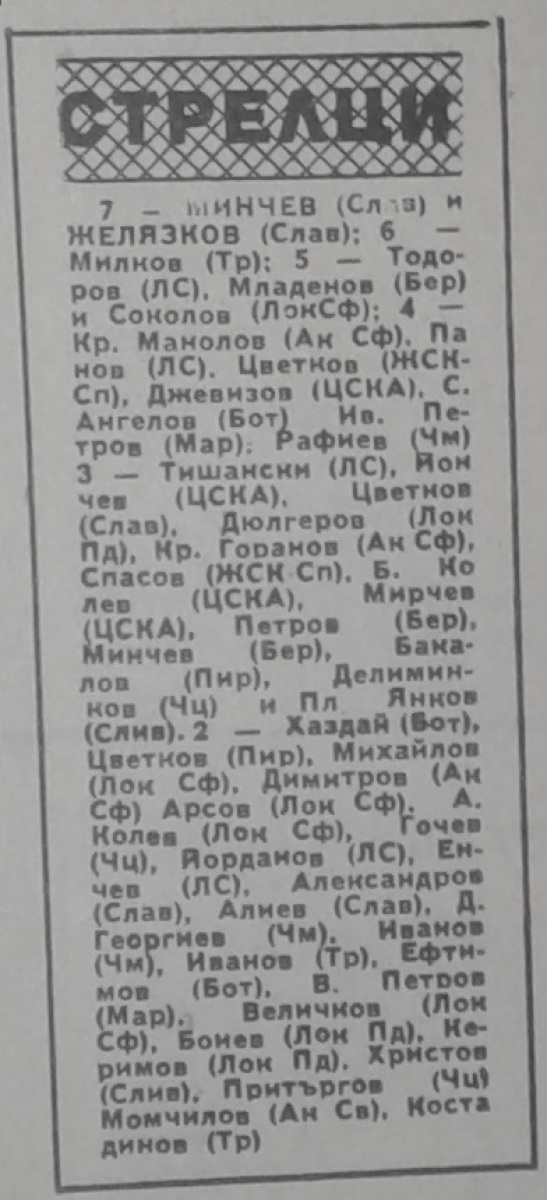 СТРЕЛЦИ
7 — МИНЧЕВ (Слав) и
ЖЕЛЯЗКОВ (Слав); 6 —
Милков (Тр); 5 — Тодо-
ров (ЛС), Младенов (Бер)
и Соколов (ЛокСф); 4 —
Кр. Манолов (Ак Сф), Па
нов (ЛС), Цветков (ЖСК-
Сп), Джевизов (ЦСКА), С.
Ангелов (Бот) Ив. Пе-
тров (Мар); Рафиев (Чм)
3 — Тишански (ЛС), Йон
чев (ЦСКА), Цветков
(Слав), Дюлгеров (Лок
Пд), Кр. Горанов (Ак Сф),
Спасов (ЖСК Сп), Б. Ко
лев (ЦСКА), Мирчев
(ЦСКА), Петров (Бер),
Минчев (Бер), Бака-
лов (Пир), Делимин-
ков (Чц) и Пл Янков
(Слив). 2 — Хаздай (Бот),
Цветков (Пир), Михайлов
(Лок Сф), Димитров (Ак
Сф) Арсов (Лок Сф), А.
Колев (Лок Сф), Гочев
(Чц), Йорданов (ЛС), Ен-
чев (ЛС), Александров
(Слав), Алиев (Слав), Д.
Георгиев (Чм), Иванов
(Чм), Иванов (Тр), Ефти-
мов (Бот), В. Петров
(Мар), Величков (Лок
Сф), Бонев (Лок Пд), Ке-
римов (Лок Пд), Христов
(Слив), Притъргов (Чц)
Момчилов (Ак Св), Коста
динов (Тр)